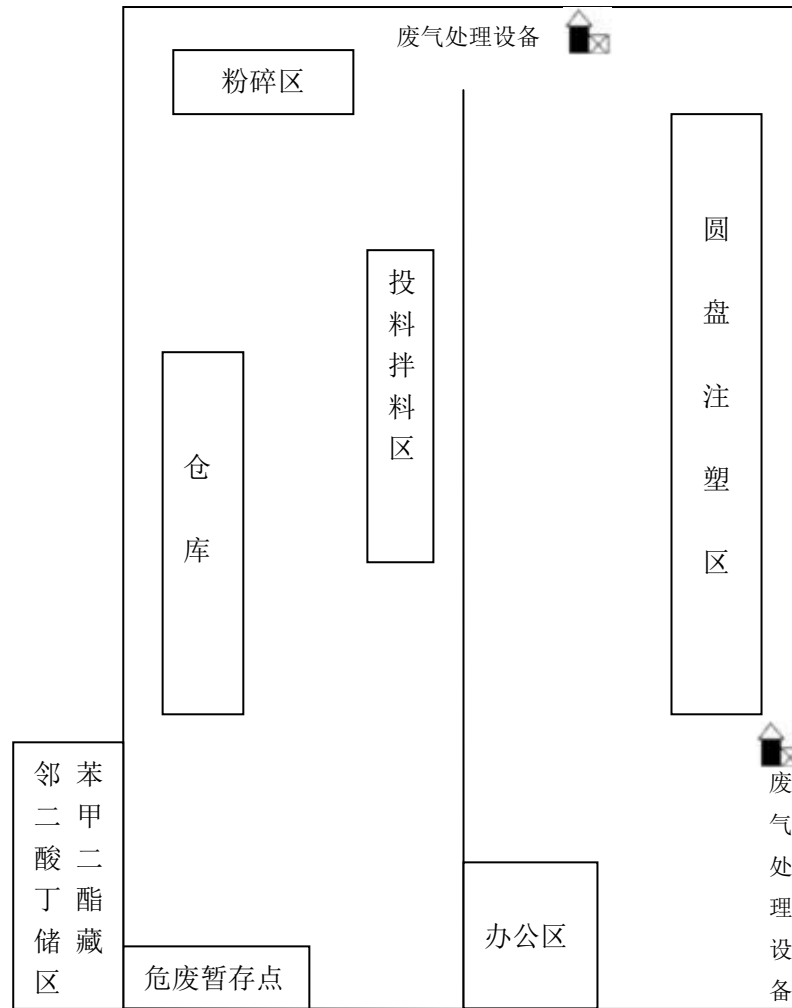 废气处理设备
粉碎区
圆盘注塑区
投料拌料区
仓库
邻苯
二甲
酸二
丁酯
储藏
区
废气处理设备
办公区
危废暂存点